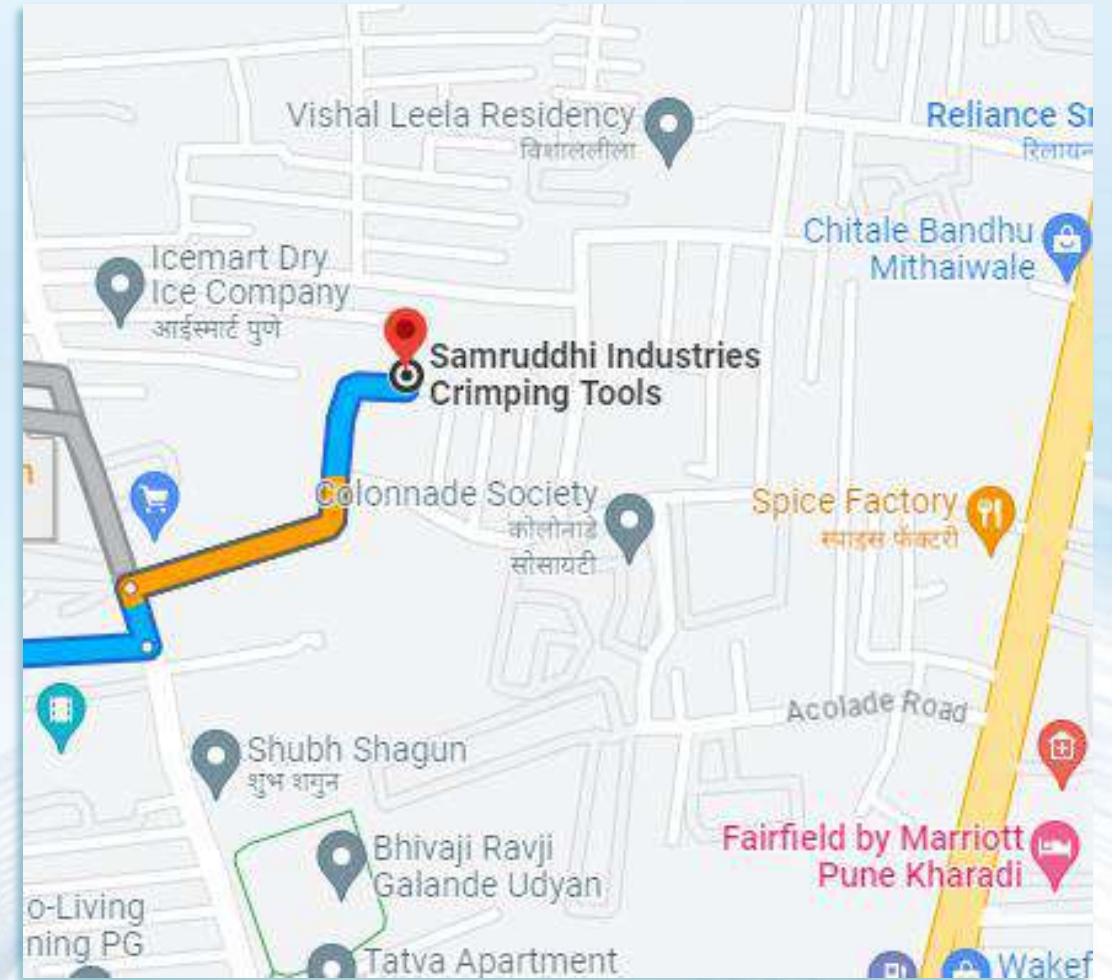 Vishal Leela Residency
विशाललीला
Reliance
Chitale Bandhu
Mithaiwale
Icemart Dry
Ice Company
आईस्मार्ट पुणे
Samruddhi Industries
Crimping Tools
Colonnade Society
कोलोनाडे
सोसायटी
Spice Factory
स्पाइस फॅक्टरी
Acolade Road
Shubh Shagun
शुभ शगुन
Bhivaji Ravji
Galande Udyan
Fairfield by Marriott
Pune Kharadi
o-Living
ning PG
Tatva Apartment
Wakef